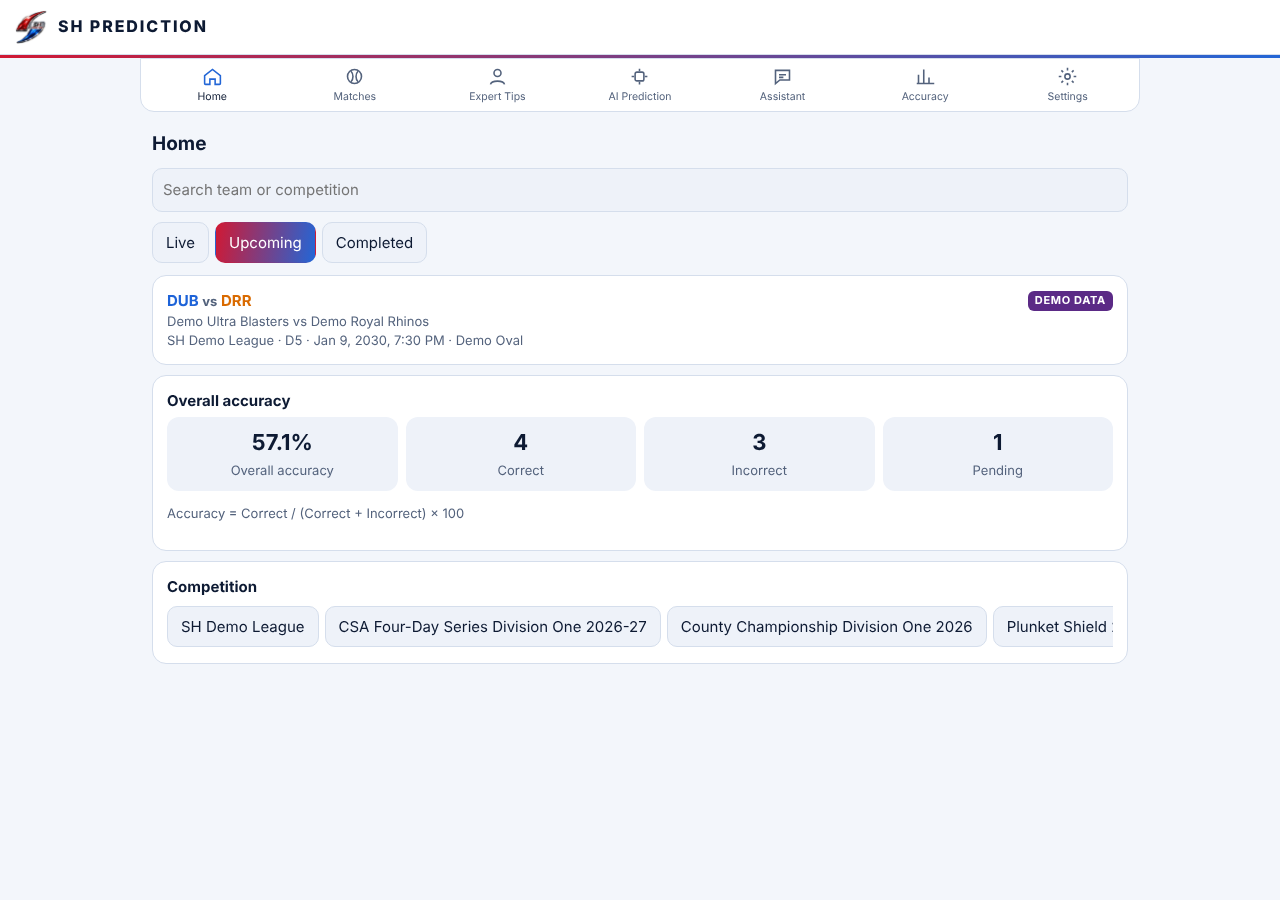 SH PREDICTION
Home
Matches
Expert Tips
AI Prediction
Assistant
Accuracy
Settings
Home
Search team or competition
Live
Upcoming
Completed
DUB vs DRR
DEMO DATA
Demo Ultra Blasters vs Demo Royal Rhinos
SH Demo League · D5 · Jan 9, 2030, 7:30 PM · Demo Oval
Overall accuracy
57.1%
Overall accuracy
4
Correct
3
Incorrect
1
Pending
Accuracy = Correct / (Correct + Incorrect) × 100
Competition
SH Demo League
CSA Four-Day Series Division One 2026-27
County Championship Division One 2026
Plunket Shield